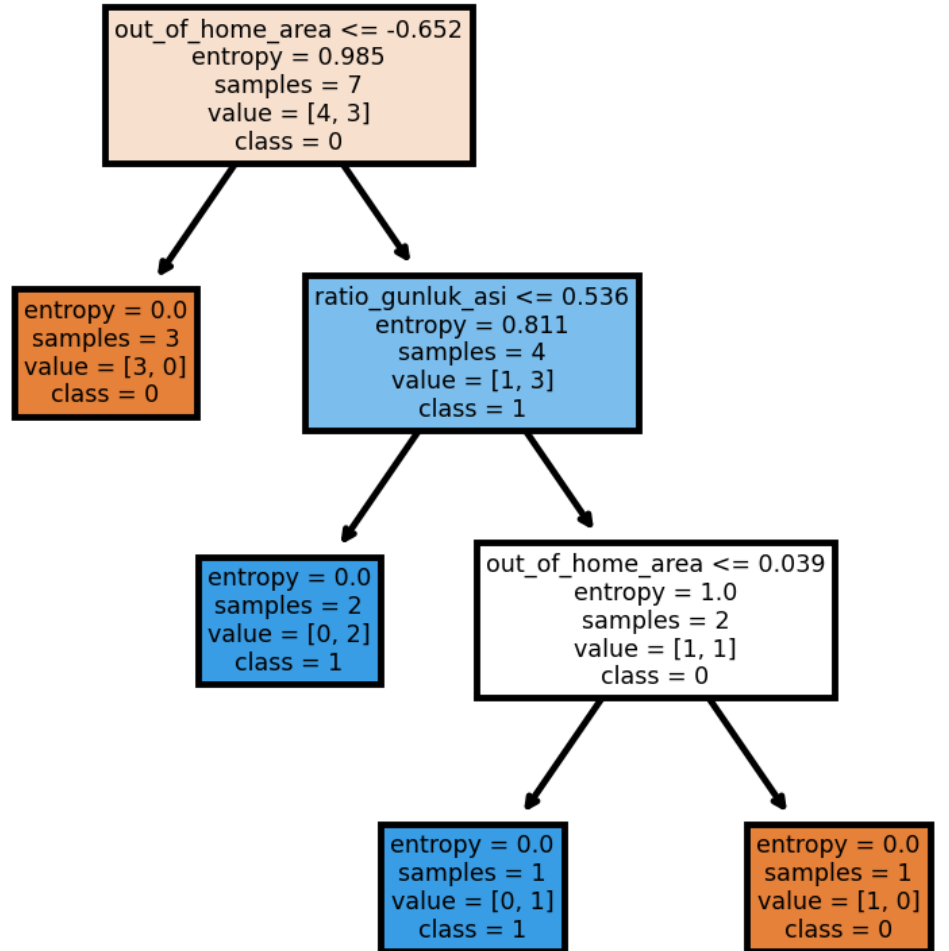 out_of_home_area <= -0.652
entropy = 0.985
samples = 7
value = [4, 3]
class = 0
entropy = 0.0
samples = 3
value = [3, 0]
class = 0
ratio_gunluk_asi <= 0.536
entropy = 0.811
samples = 4
value = [1, 3]
class = 1
entropy = 0.0
samples = 2
value = [0, 2]
class = 1
out_of_home_area <= 0.039
entropy = 1.0
samples = 2
value = [1, 1]
class = 0
entropy = 0.0
samples = 1
value = [0, 1]
class = 1
entropy = 0.0
samples = 1
value = [1, 0]
class = 0